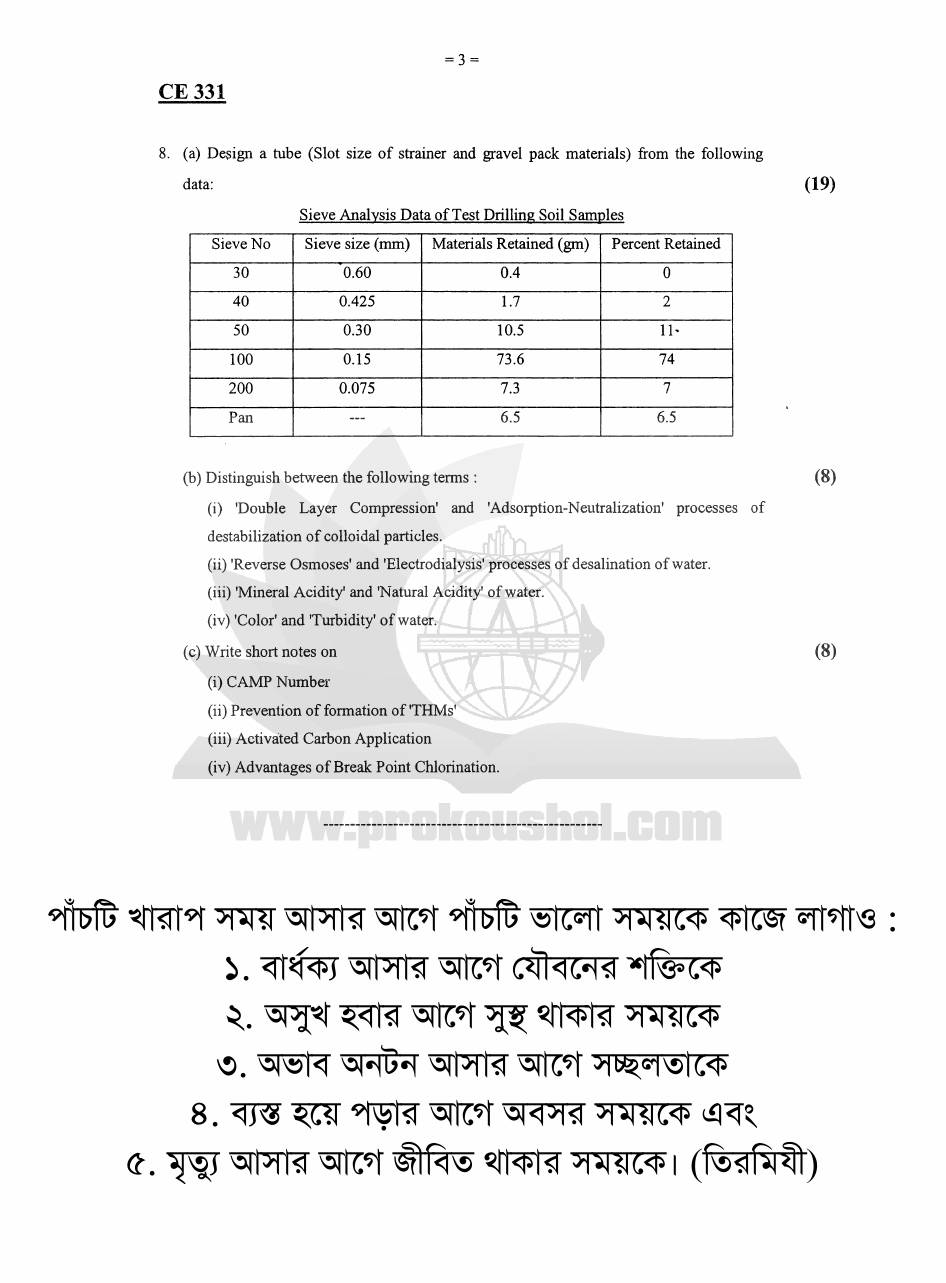 = 3 =
CE 331
8. (a) Design a tube (Slot size of strainer and gravel pack materials) from the following
data: (19)
Sieve Analysis Data of Test Drilling Soil Samples
Sieve No Sieve size (mm) Materials Retained (gm) Percent Retained
30 0.60 0.4 0
40 0.425 1.7 2
50 0.30 10.5 11
100 0.15 73.6 74
200 0.075 7.3 7
Pan --- 6.5 6.5
(b) Distinguish between the following terms : (8)
(i) 'Double Layer Compression' and 'Adsorption-Neutralization' processes of
destabilization of colloidal particles.
(ii) 'Reverse Osmoses' and 'Electrodialysis' processes of desalination of water.
(iii) 'Mineral Acidity' and 'Natural Acidity' of water.
(iv) 'Color' and 'Turbidity' of water.
(c) Write short notes on (8)
(i) CAMP Number
(ii) Prevention of formation of 'THMs'
(iii) Activated Carbon Application
(iv) Advantages of Break Point Chlorination.
www.prokoushol.com
পাঁচটি খারাপ সময় আসার আগে পাঁচটি ভালো সময়কে কাজে লাগাও :
১. বার্ধক্য আসার আগে যৌবনের শক্তিকে
২. অসুখ হবার আগে সুস্থ থাকার সময়কে
৩. অভাব অনটন আসার আগে সচ্ছলতাকে
৪. ব্যস্ত হয়ে পড়ার আগে অবসর সময়কে এবং
৫. মৃত্যু আসার আগে জীবিত থাকার সময়কে। (তিরমিযী)